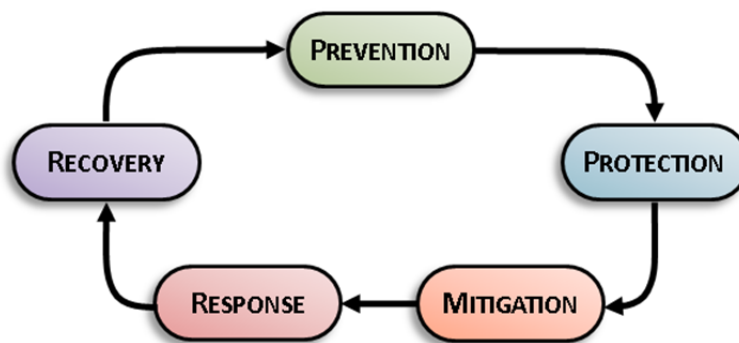 PREVENTION
PROTECTION
MITIGATION
RESPONSE
RECOVERY